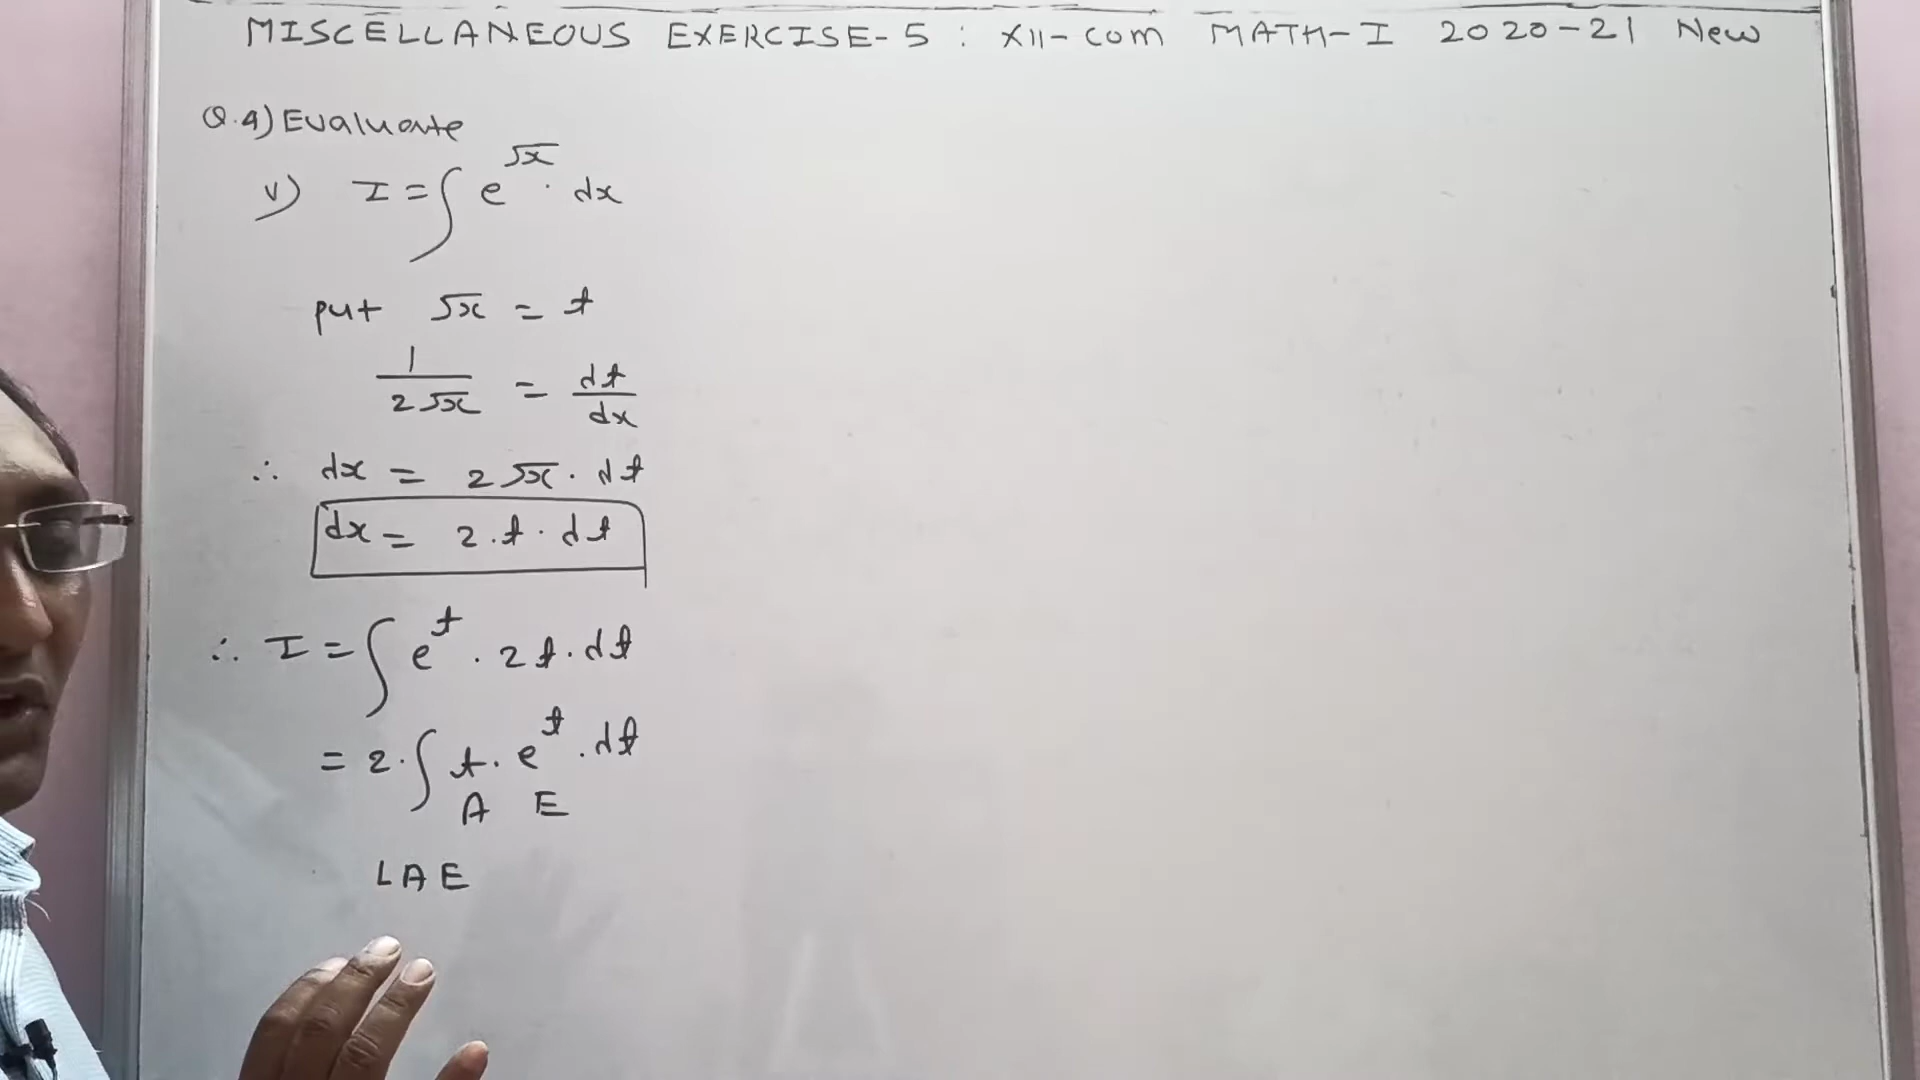 MISCELLANEOUS EXERCISE-5 : XII-com MATH-I 2020-21 New
Q.4) Evaluate
v) I = ∫ e^√x . dx
put √x = t
1/(2√x) = dt/dx
∴ dx = 2√x . dt
dx = 2.t.dt
∴ I = ∫ e^t . 2t.dt
= 2.∫ t. e^t .dt
A E
LAE